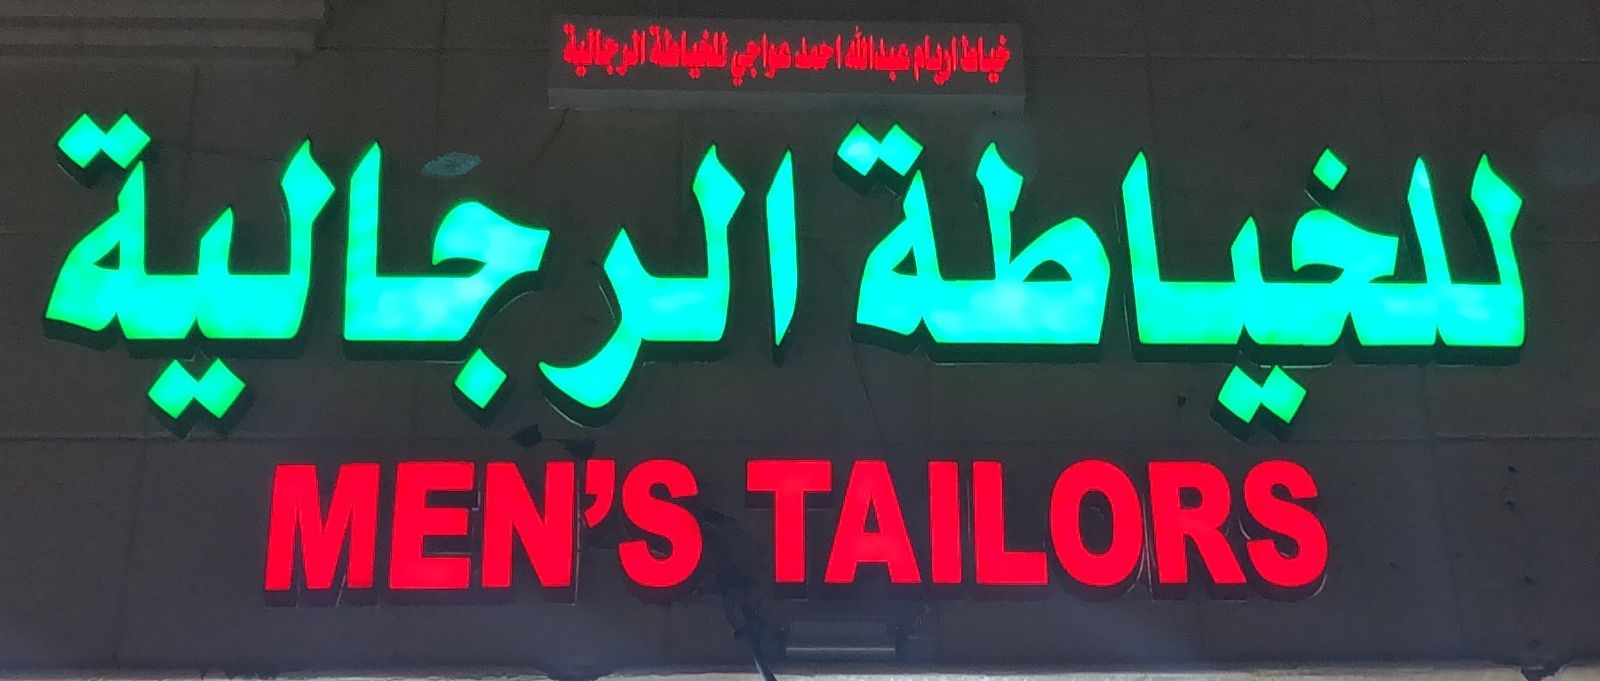 خياط اريام عبدالله احمد عواجي للخياطة الرجالية
للخياطة الرجالية
MEN'S TAILORS